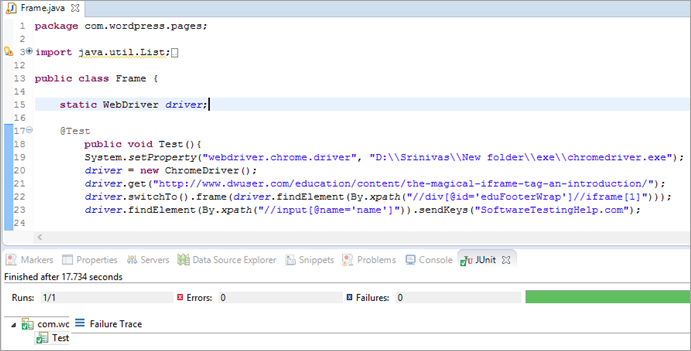 Frame.java
1 package com.wordpress.pages;
2
3 import java.util.List;
12
13 public class Frame {
14
15 static WebDriver driver;
16
17 @Test
18 public void Test(){
19 System.setProperty("webdriver.chrome.driver", "D:\\Srinivas\\New folder\\exe\\chromedriver.exe");
20 driver = new ChromeDriver();
21 driver.get("http://www.dwuser.com/education/content/the-magical-iframe-tag-an-introduction/");
22 driver.switchTo().frame(driver.findElement(By.xpath("//div[@id='eduFooterWrap']//iframe[1]")));
23 driver.findElement(By.xpath("//input[@name='name']")).sendKeys("SoftwareTestingHelp.com");
24
Markers Properties Servers Data Source Explorer Snippets Problems Console JUnit
Finished after 17.734 seconds
Runs: 1/1 Errors: 0 Failures: 0
com.wc Failure Trace
Test